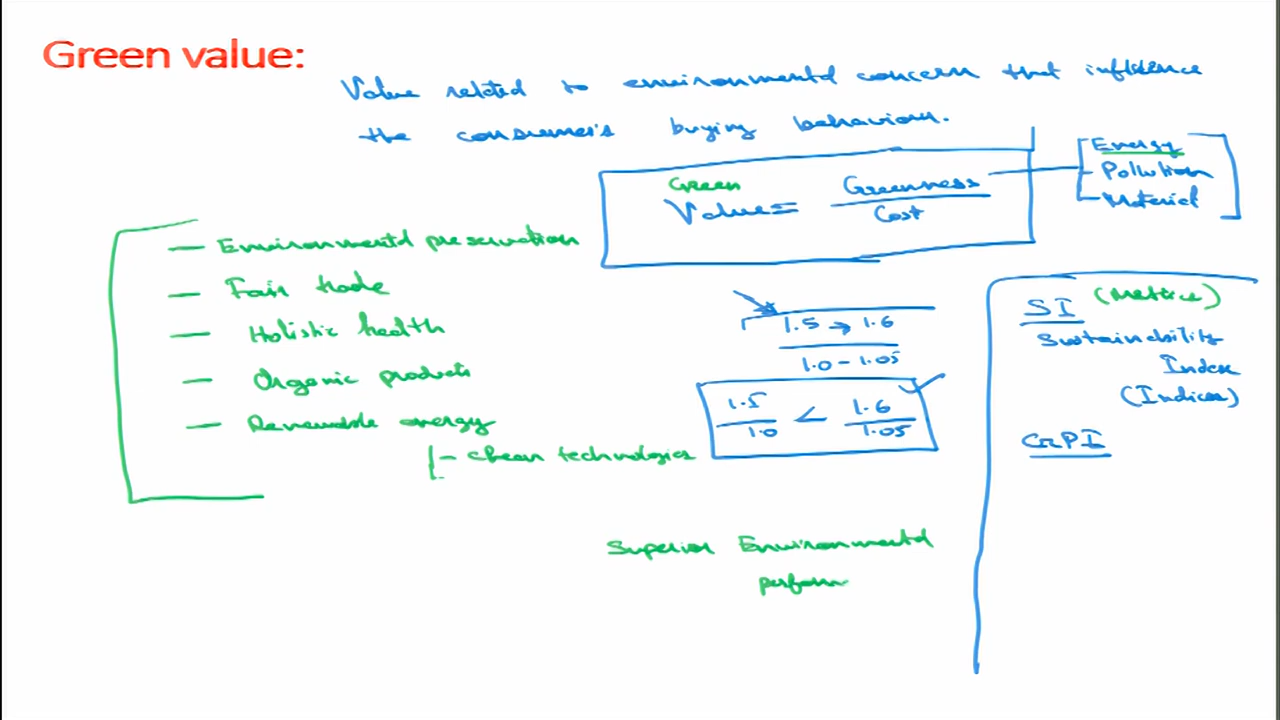 Green value:
Value related to environmental concern that influence
the consumer's buying behaviour.
Green
Value = Greenness / Cost
Energy
Pollution
Material
— Environmental preservation
— Fair trade
— Holistic health
— Organic products
— Renewable energy
- clean technologies
1.5 → 1.6
1.0 - 1.05
1.5 / 1.0 < 1.6 / 1.05 ✓
Superior Environmental
perform
SI (Metrics)
Sustainability
Index
(Indices)
GPI